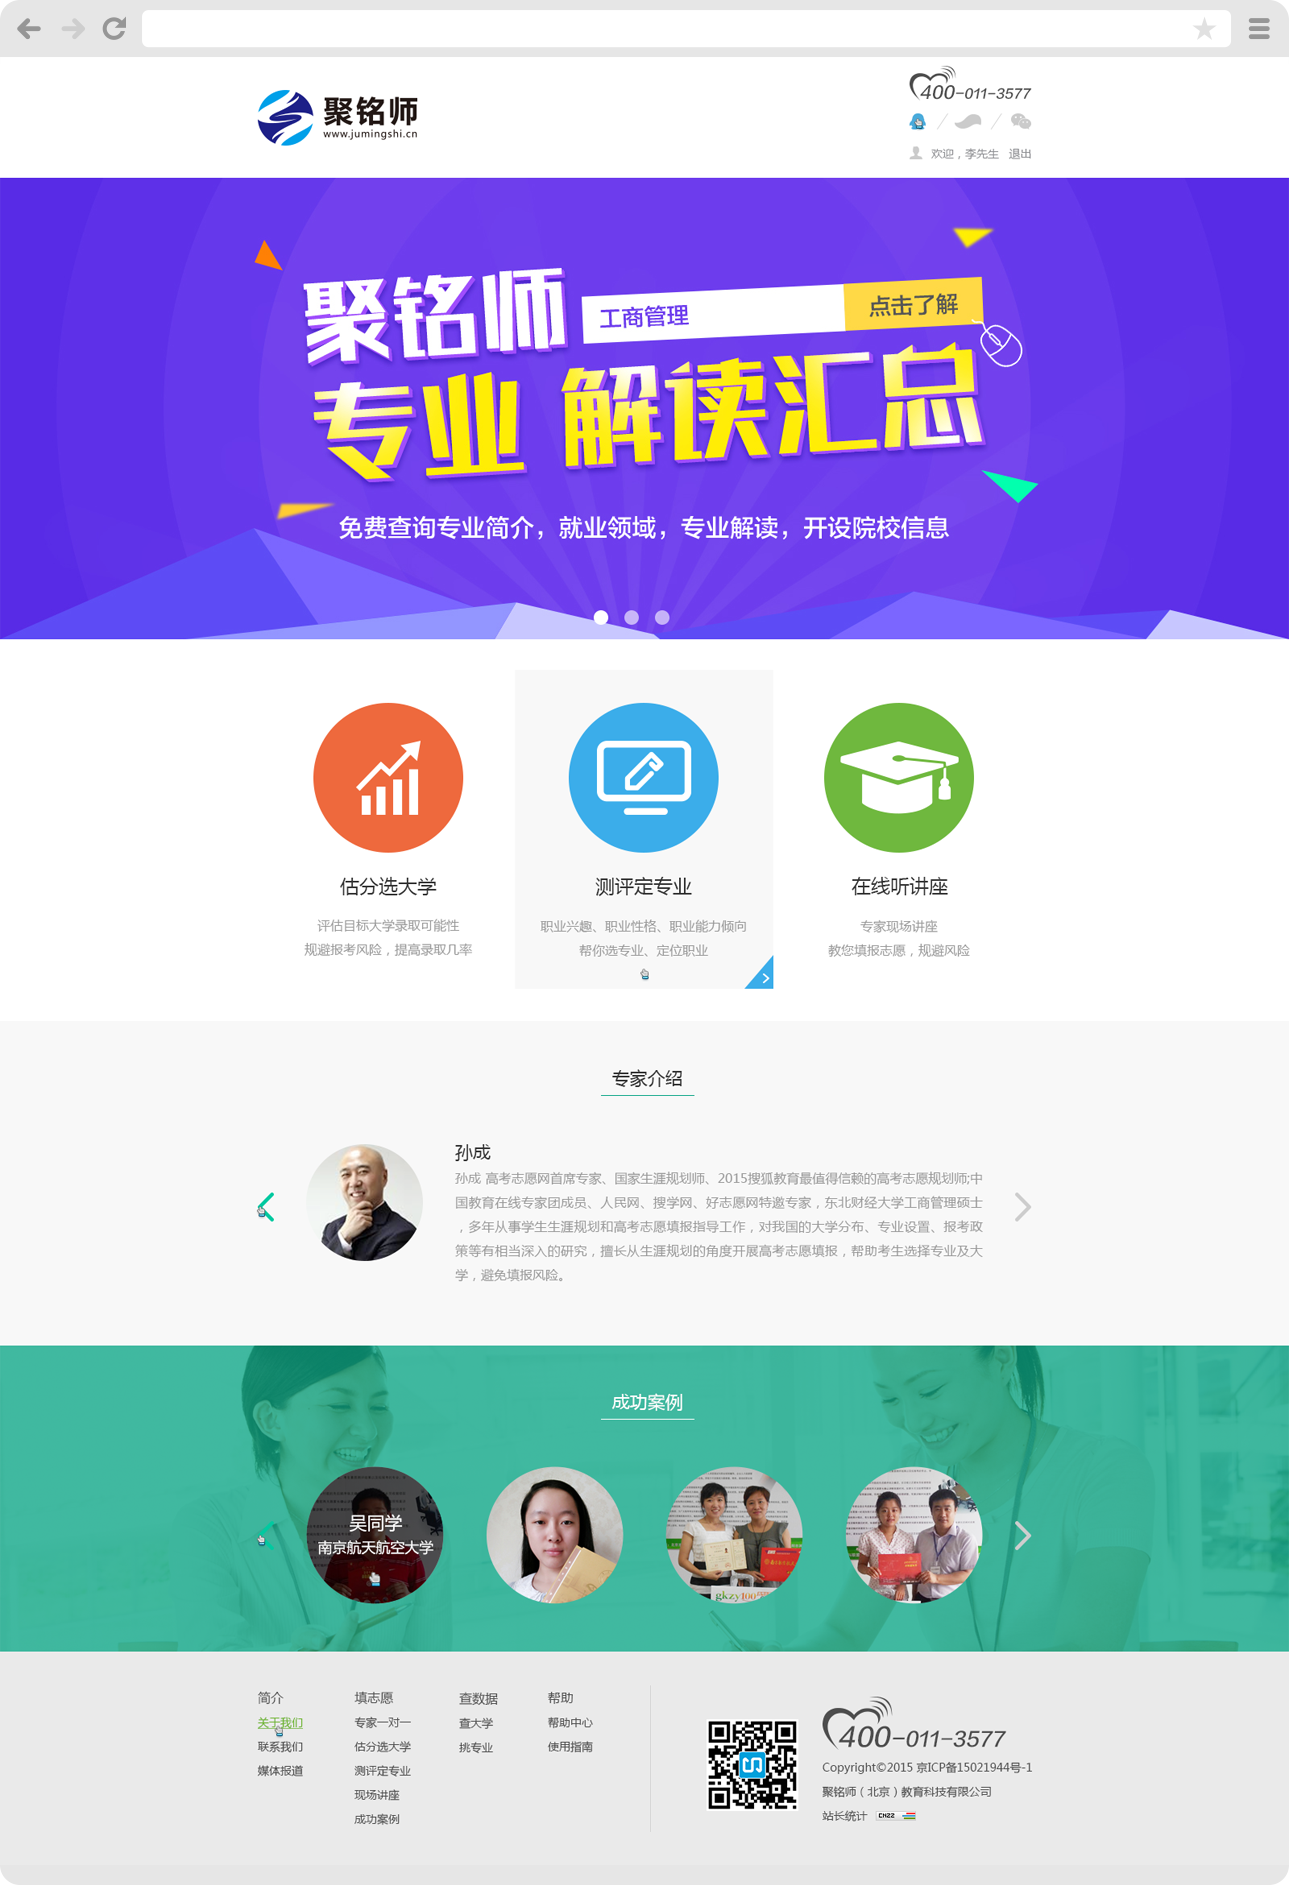 聚铭师
www.jumingshi.cn
400-011-3577
欢迎，李先生 退出
聚铭师
工商管理
点击了解
专业 解读汇总
免费查询专业简介，就业领域，专业解读，开设院校信息
估分选大学
评估目标大学录取可能性
规避报考风险，提高录取几率
测评定专业
职业兴趣、职业性格、职业能力倾向
帮你选专业、定位职业
在线听讲座
专家现场讲座
教您填报志愿，规避风险
专家介绍
孙成
孙成 高考志愿网首席专家、国家生涯规划师、2015搜狐教育最值得信赖的高考志愿规划师;中
国教育在线专家团成员、人民网、搜学网、好志愿网特邀专家，东北财经大学工商管理硕士
，多年从事学生生涯规划和高考志愿填报指导工作，对我国的大学分布、专业设置、报考政
策等有相当深入的研究，擅长从生涯规划的角度开展高考志愿填报，帮助考生选择专业及大
学，避免填报风险。
成功案例
吴同学
南京航天航空大学
gkzy100
简介
关于我们
联系我们
媒体报道
填志愿
专家一对一
估分选大学
测评定专业
现场讲座
成功案例
查数据
查大学
挑专业
帮助
帮助中心
使用指南
400-011-3577
Copyright©2015 京ICP备15021944号-1
聚铭师（北京）教育科技有限公司
站长统计
CNZZ